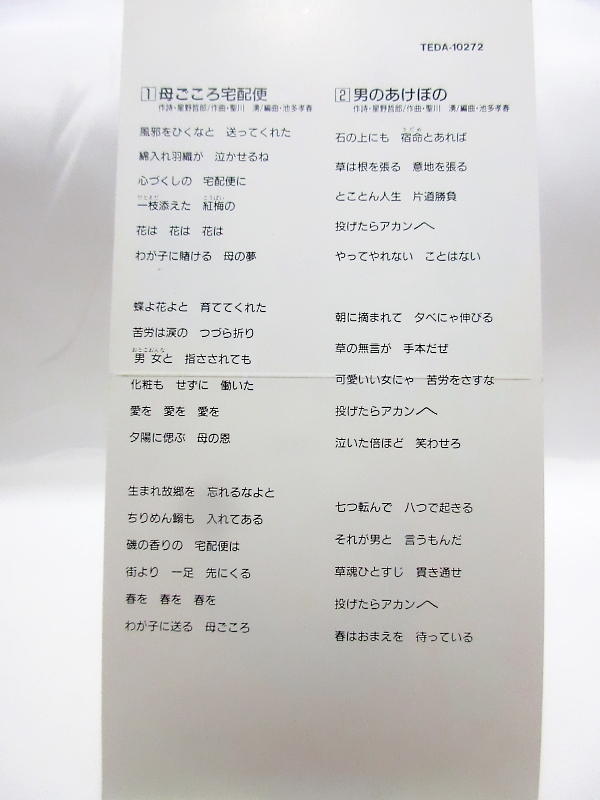 TEDA-10272
1 母ごころ宅配便
作詩・星野哲郎/作曲・聖川 湧/編曲・池多孝春
風邪をひくなと 送ってくれた
綿入れ羽織が 泣かせるね
心づくしの 宅配便に
一枝添えた 紅梅の
花は 花は 花は
わが子に賭ける 母の夢
蝶よ花よと 育ててくれた
苦労は涙の つづら折り
男女と 指さされても
化粧も せずに 働いた
愛を 愛を 愛を
夕陽に偲ぶ 母の恩
生まれ故郷を 忘れるなよと
ちりめん鰯も 入れてある
磯の香りの 宅配便は
街より 一足 先にくる
春を 春を 春を
わが子に送る 母ごころ
2 男のあけぼの
作詩・星野哲郎/作曲・聖川 湧/編曲・池多孝春
石の上にも 宿命とあれば
草は根を張る 意地を張る
とことん人生 片道勝負
投げたらアカン〳〵
やってやれない ことはない
朝に摘まれて 夕べにゃ伸びる
草の無言が 手本だぜ
可愛いい女にゃ 苦労をさすな
投げたらアカン〳〵
泣いた倍ほど 笑わせろ
七つ転んで 八つで起きる
それが男と 言うもんだ
草魂ひとすじ 貫き通せ
投げたらアカン〳〵
春はおまえを 待っている